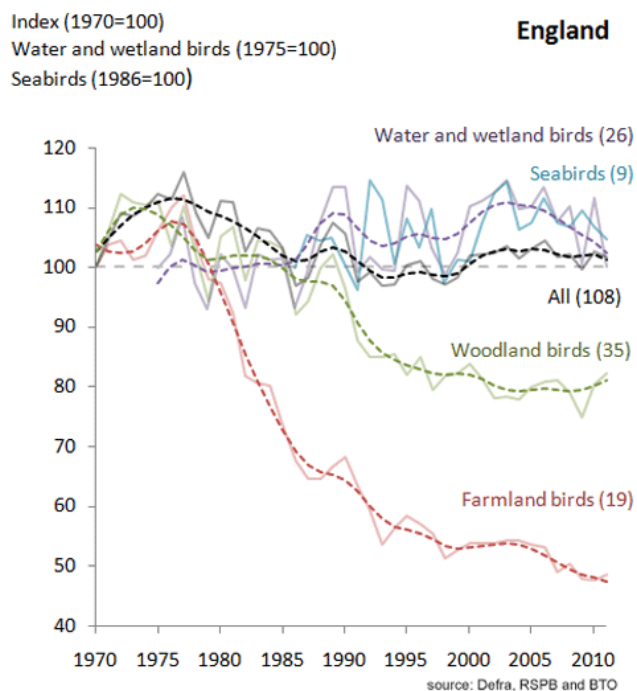 Index (1970=100)
Water and wetland birds (1975=100)
Seabirds (1986=100)
England
120
110
100
90
80
70
60
50
40
Water and wetland birds (26)
Seabirds (9)
All (108)
Woodland birds (35)
Farmland birds (19)
1970 1975 1980 1985 1990 1995 2000 2005 2010
source: Defra, RSPB and BTO